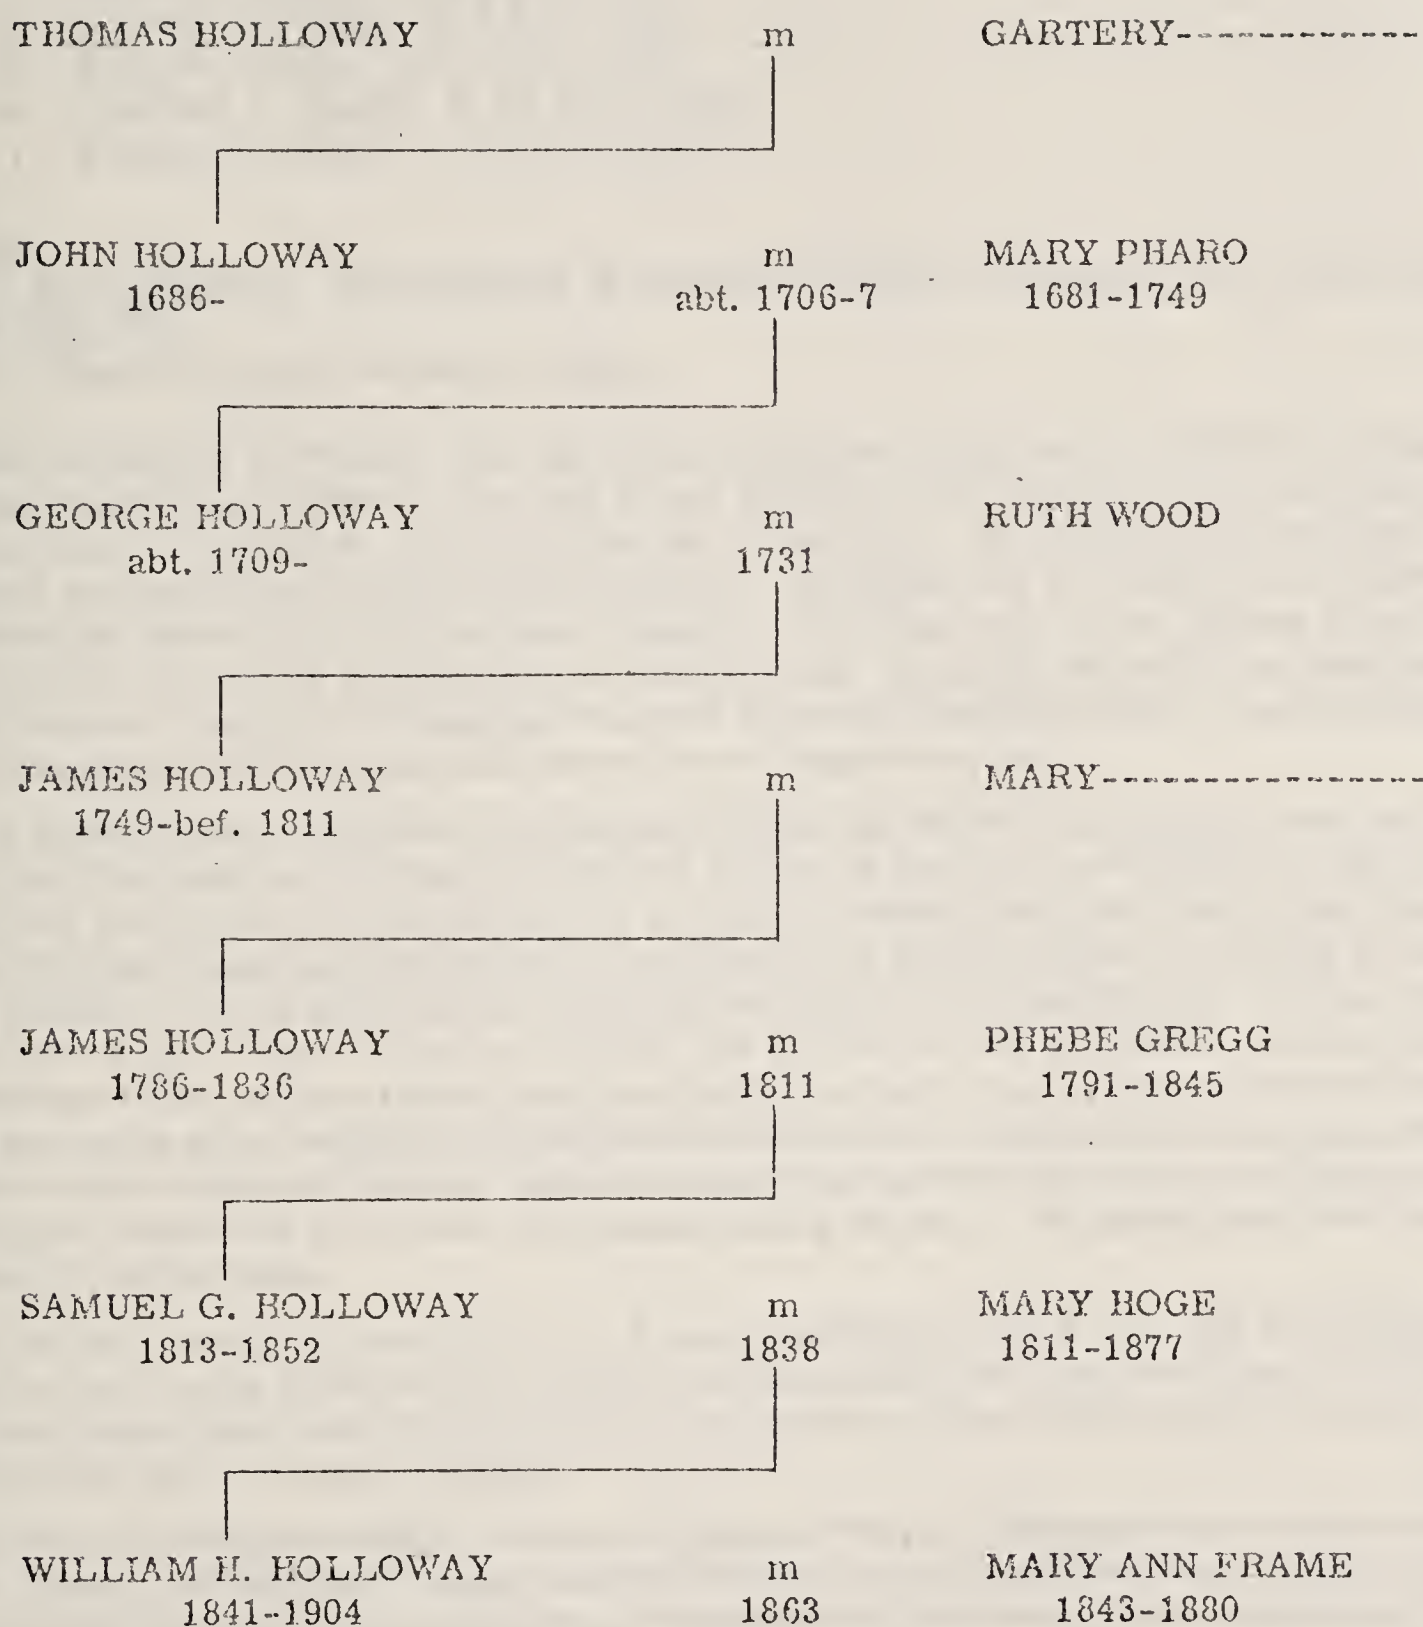 THOMAS HOLLOWAY m GARTERY-------------
JOHN HOLLOWAY m MARY PHARO
1686- abt. 1706-7 1681-1749
GEORGE HOLLOWAY m RUTH WOOD
abt. 1709- 1731
JAMES HOLLOWAY m MARY-----------------
1749-bef. 1811
JAMES HOLLOWAY m PHEBE GREGG
1786-1836 1811 1791-1845
SAMUEL G. HOLLOWAY m MARY HOGE
1813-1852 1838 1811-1877
WILLIAM H. HOLLOWAY m MARY ANN FRAME
1841-1904 1863 1843-1880